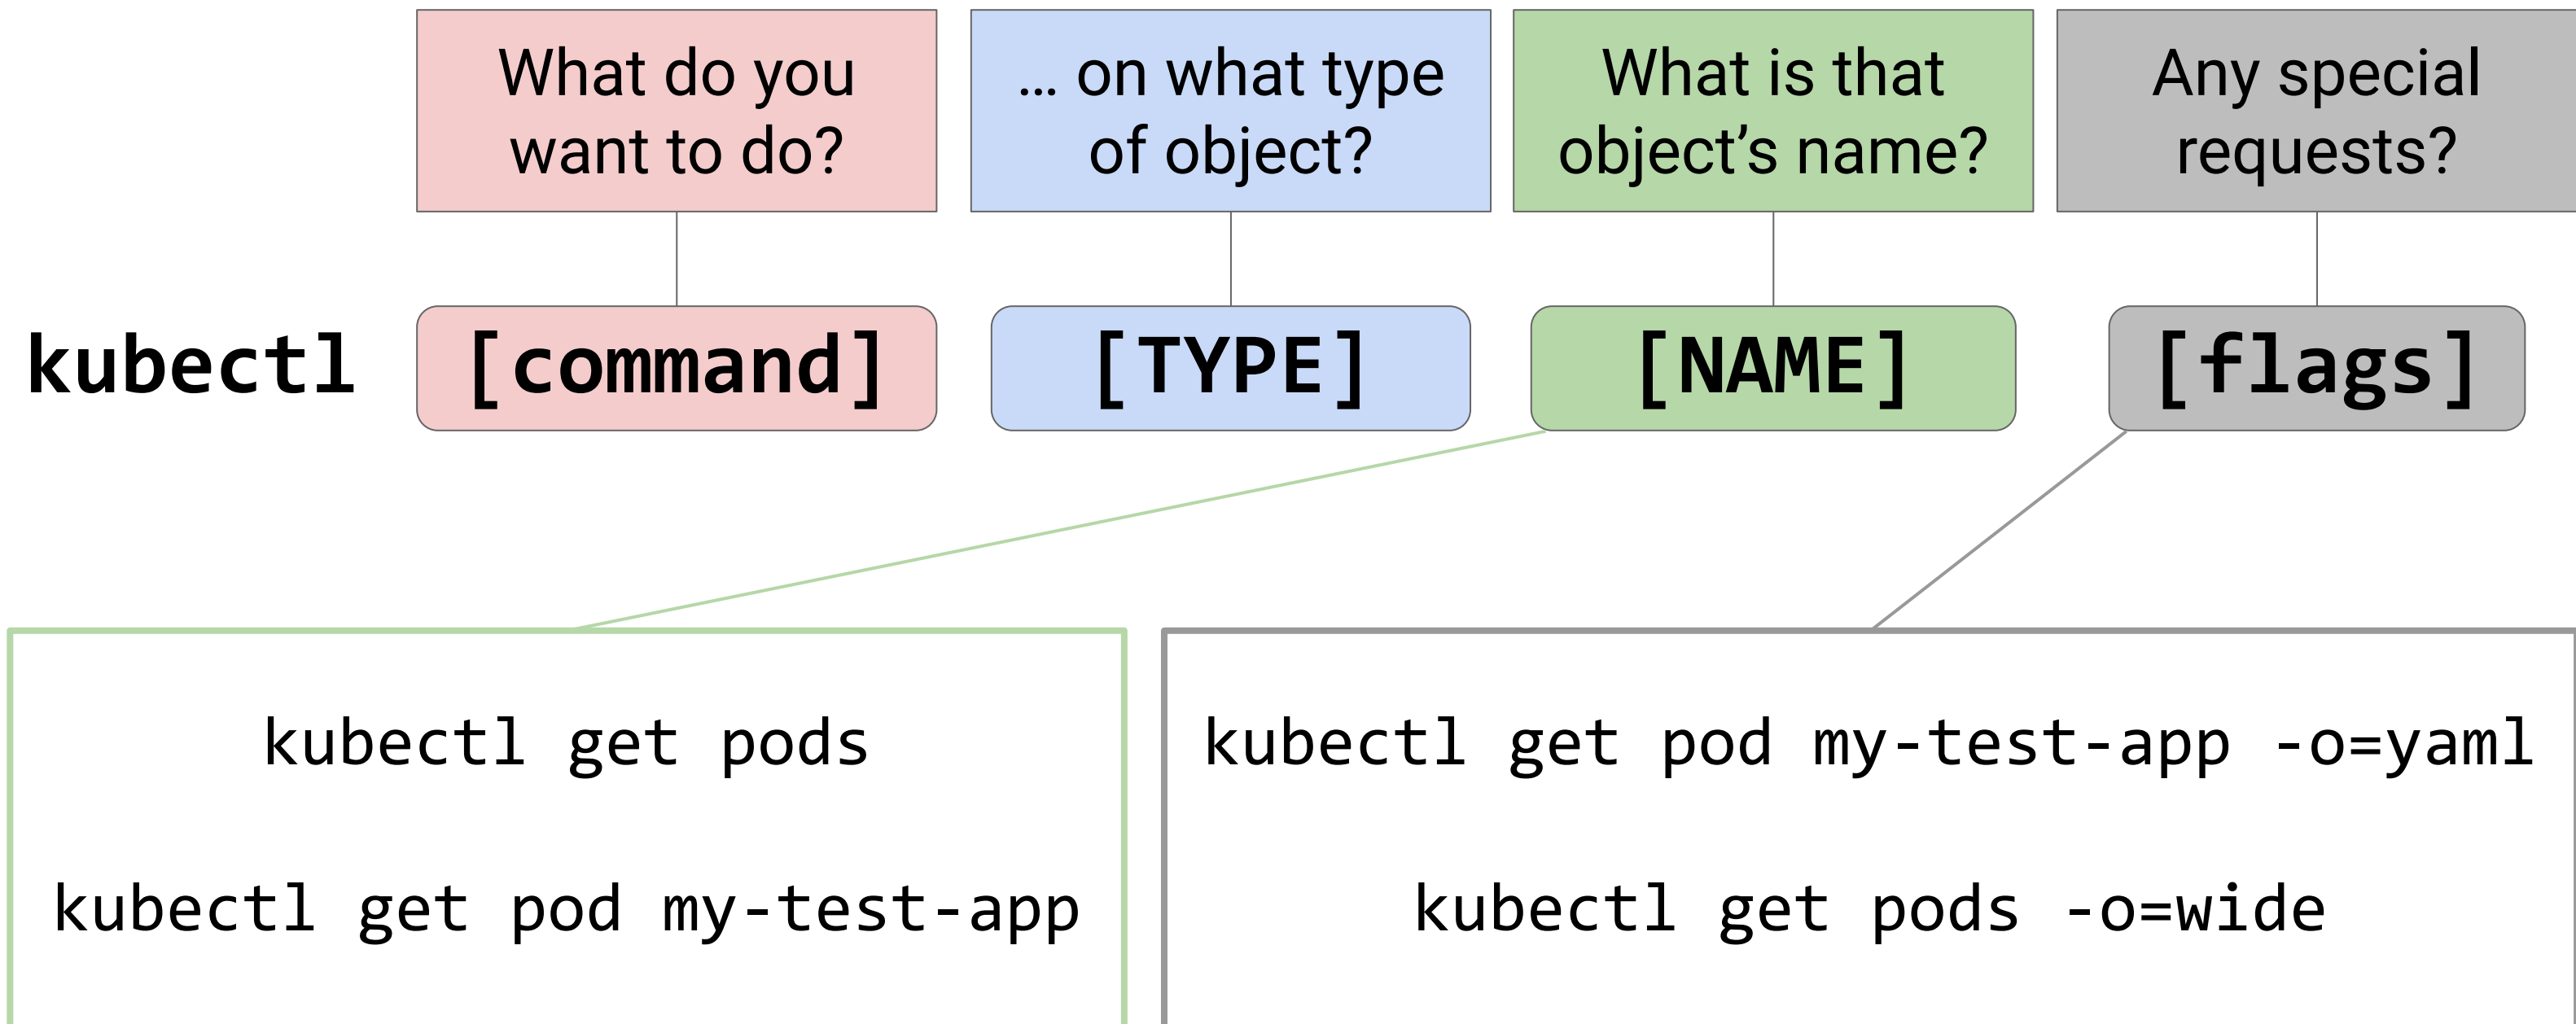 What do you
want to do?
… on what type
of object?
What is that
object’s name?
Any special
requests?
kubectl [command] [TYPE] [NAME] [flags]
kubectl get pods
kubectl get pod my-test-app
kubectl get pod my-test-app -o=yaml
kubectl get pods -o=wide